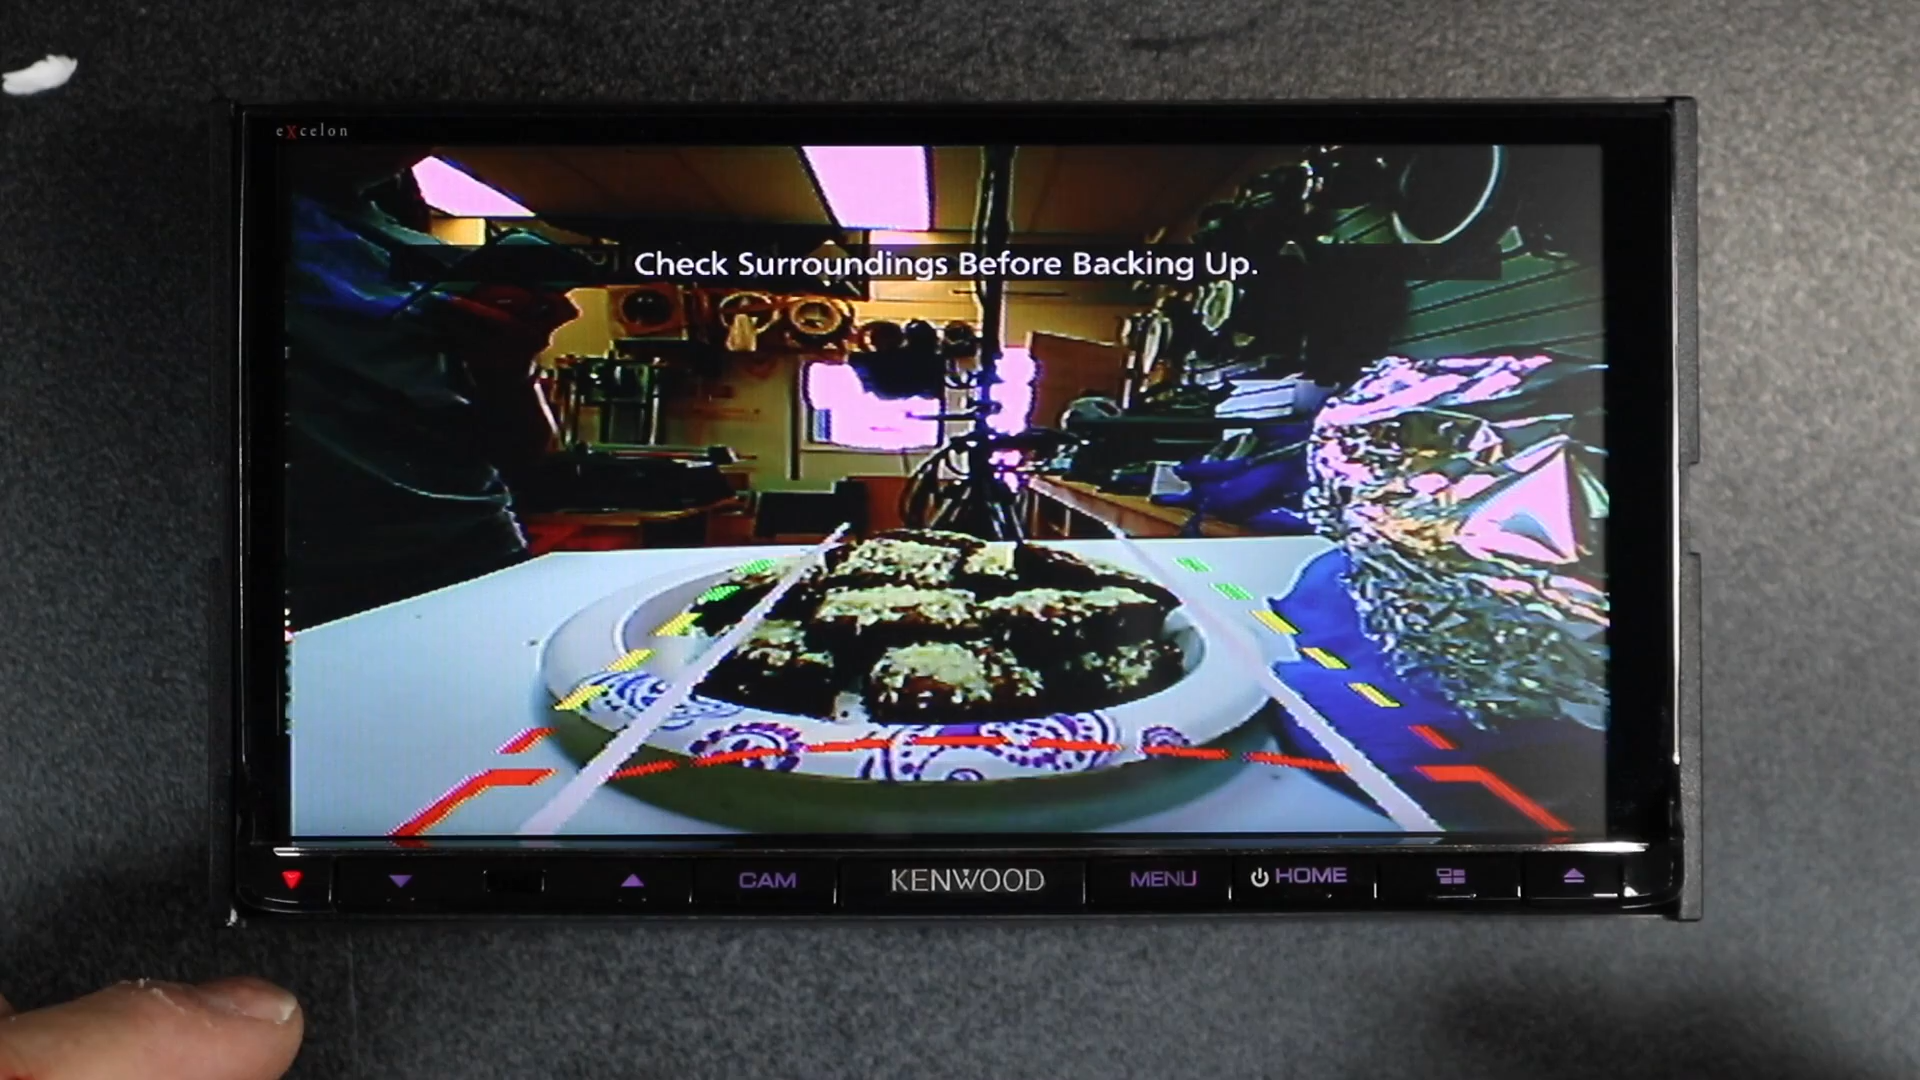 eXcelon
Check Surroundings Before Backing Up.
CAM
KENWOOD
MENU
HOME